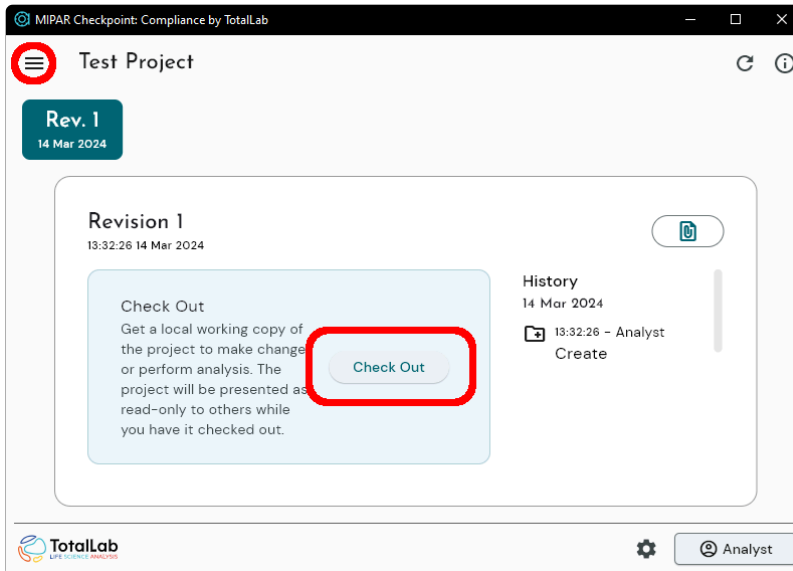 MIPAR Checkpoint: Compliance by TotalLab
Test Project
Rev. 1
14 Mar 2024
Revision 1
13:32:26 14 Mar 2024
Check Out
Get a local working copy of
the project to make change
or perform analysis. The
project will be presented as
read-only to others while
you have it checked out.
Check Out
History
14 Mar 2024
13:32:26 - Analyst
Create
TotalLab
LIFE SCIENCE ANALYSIS
Analyst